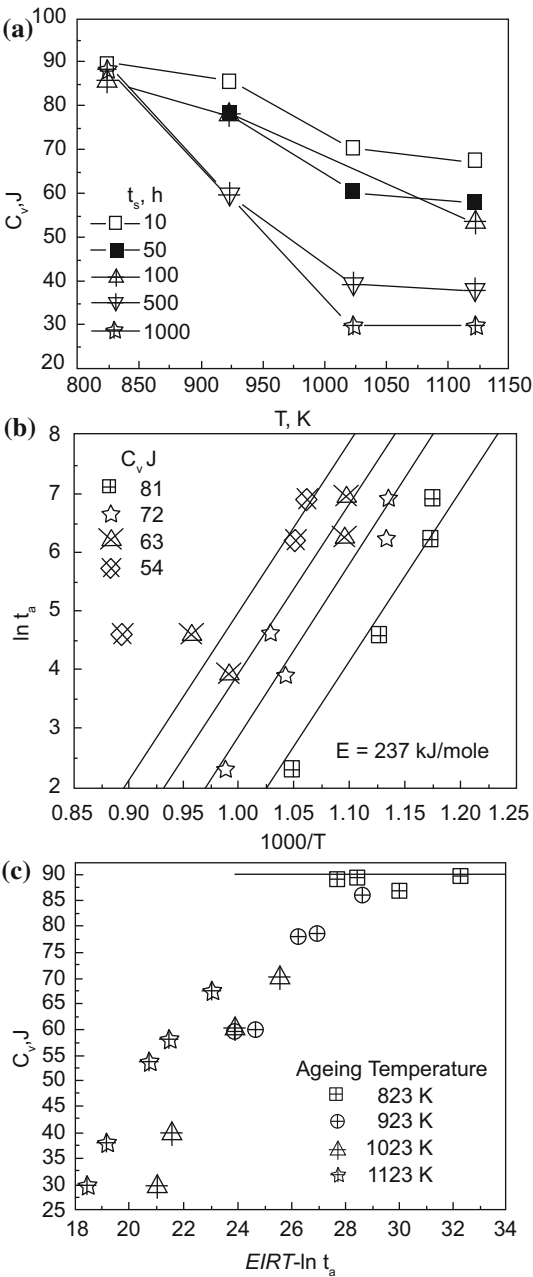 (a)
100
90
80
70
60
50
40
30
20
C_v,J
t_s, h
10
50
100
500
1000
800 850 900 950 1000 1050 1100 1150
T, K
(b)
8
7
6
5
4
3
2
ln t_a
C_v J
81
72
63
54
E = 237 kJ/mole
0.85 0.90 0.95 1.00 1.05 1.10 1.15 1.20 1.25
1000/T
(c)
90
85
75
70
65
60
55
50
45
40
35
30
25
C_v,J
Ageing Temperature
823 K
923 K
1023 K
1123 K
18 20 22 24 26 28 30 32 34
EIRT-ln t_a